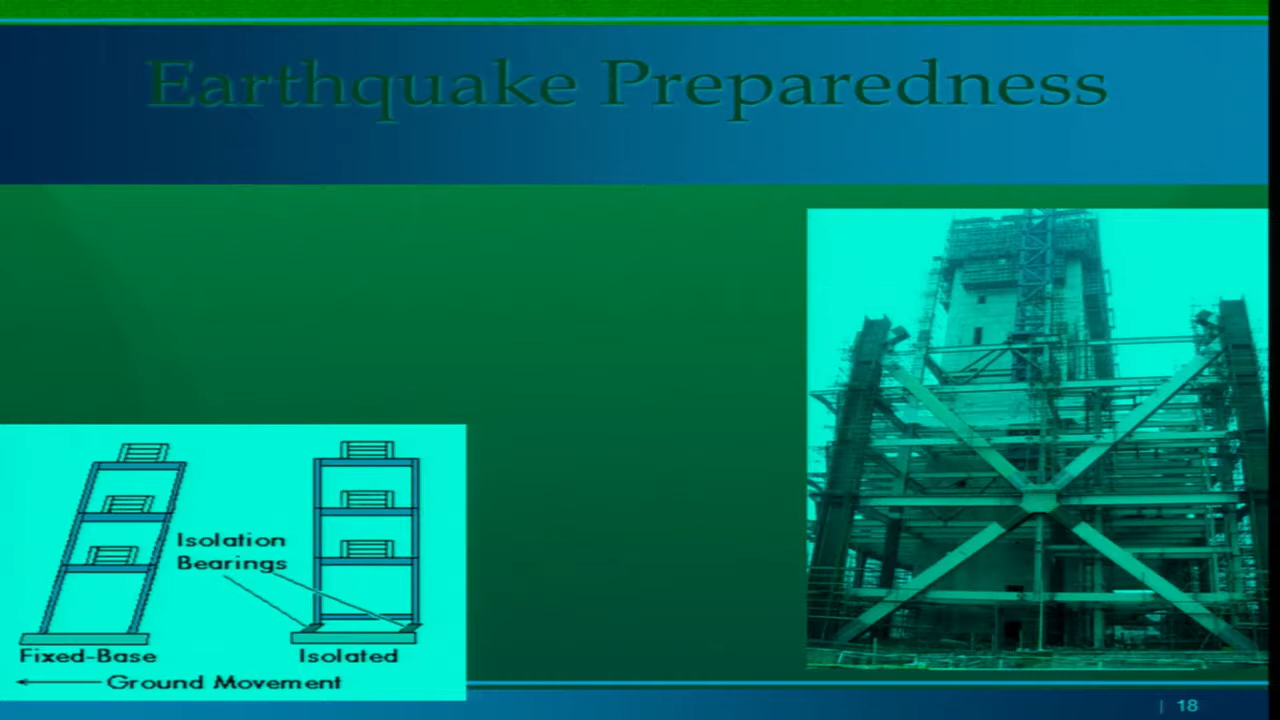 Earthquake Preparedness
Isolation
Bearings
Fixed-Base
Isolated
Ground Movement
| 18